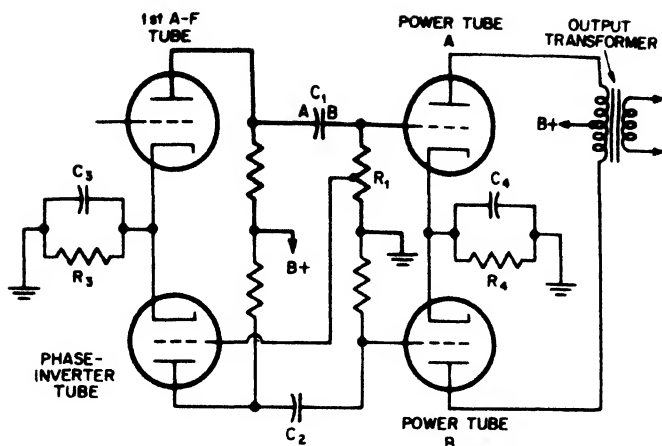 1st A-F
TUBE
POWER TUBE
A
OUTPUT
TRANSFORMER
C1
A B
B+
C3
R1
C4
R3
B+
R4
PHASE-
INVERTER
TUBE
C2
POWER TUBE
B